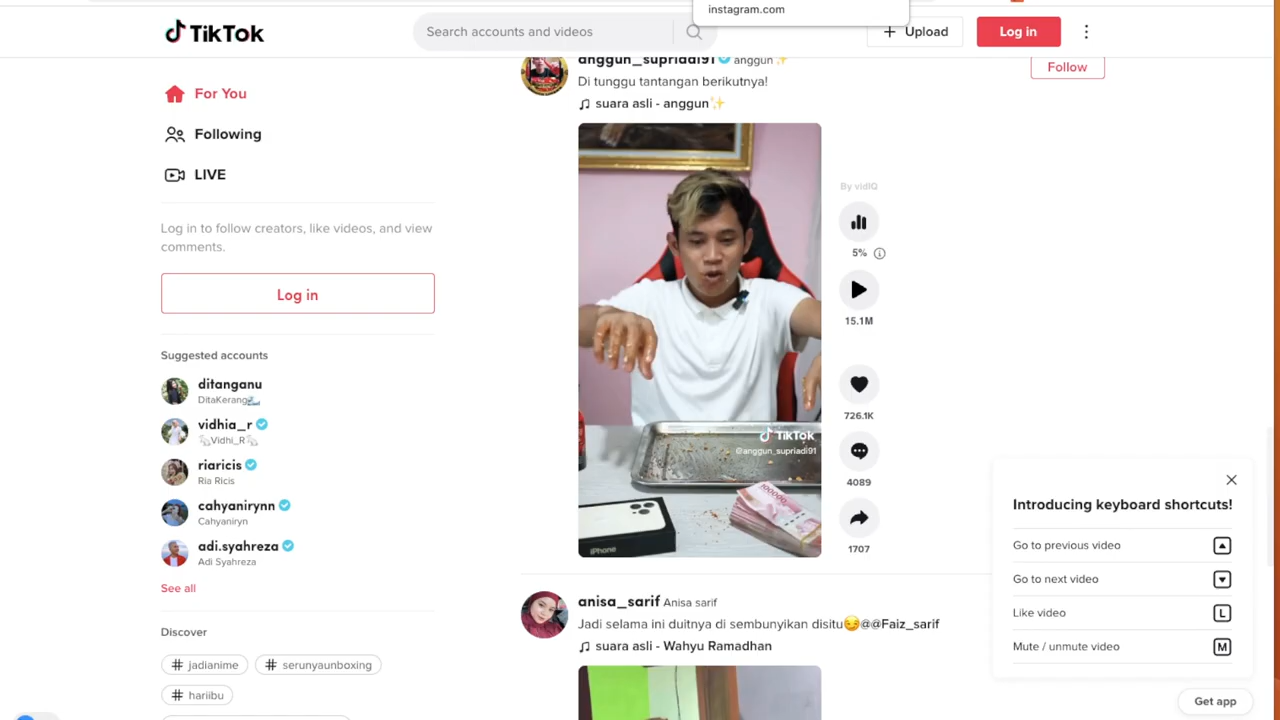 instagram.com
TikTok
Search accounts and videos
Upload
Log in
anggun_supriadi91 anggun✨
Follow
For You
Di tunggu tantangan berikutnya!
suara asli - anggun✨
Following
LIVE
Log in to follow creators, like videos, and view
comments.
Log in
By vidIQ
5%
15.1M
726.1K
4089
1707
TikTok
@anggun_supriadi91
100000
iPhone
Suggested accounts
ditanganu
DitaKerang
vidhia_r
Vidhi_R
riaricis
Ria Ricis
cahyanirynn
Cahyaniryn
adi.syahreza
Adi Syahreza
See all
Discover
# jadianime
# serunyaunboxing
# hariibu
anisa_sarif Anisa sarif
Jadi selama ini duitnya di sembunyikan disitu😏@@Faiz_sarif
suara asli - Wahyu Ramadhan
Introducing keyboard shortcuts!
Go to previous video
Go to next video
Like video L
Mute / unmute video M
Get app